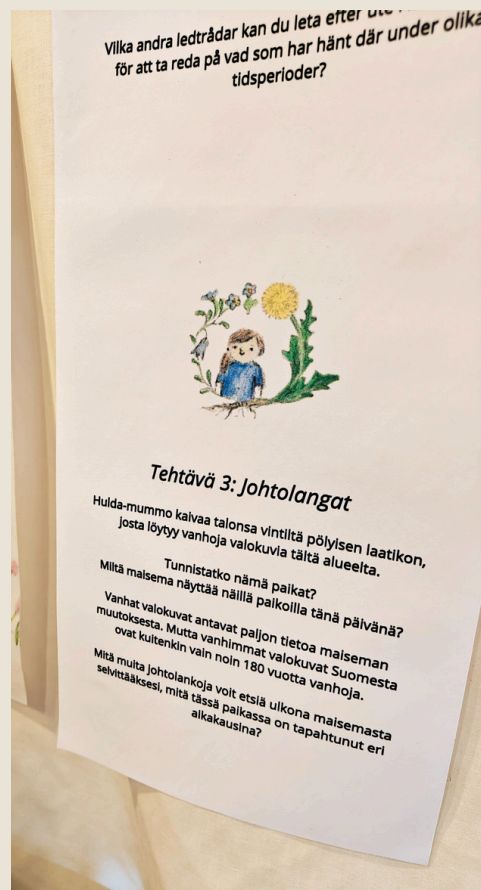 Vilka andra ledtrådar kan du leta efter ute
för att ta reda på vad som har hänt där under olika
tidsperioder?
Tehtävä 3: Johtolangat
Hulda-mummo kaivaa talonsa vintiltä pölyisen laatikon,
josta löytyy vanhoja valokuvia tältä alueelta.
Tunnistatko nämä paikat?
Miltä maisema näyttää näillä paikoilla tänä päivänä?
Vanhat valokuvat antavat paljon tietoa maiseman
muutoksesta. Mutta vanhimmat valokuvat Suomesta
ovat kuitenkin vain noin 180 vuotta vanhoja.
Mitä muita johtolankoja voit etsiä ulkona maisemasta
selvittääksesi, mitä tässä paikassa on tapahtunut eri
aikakausina?